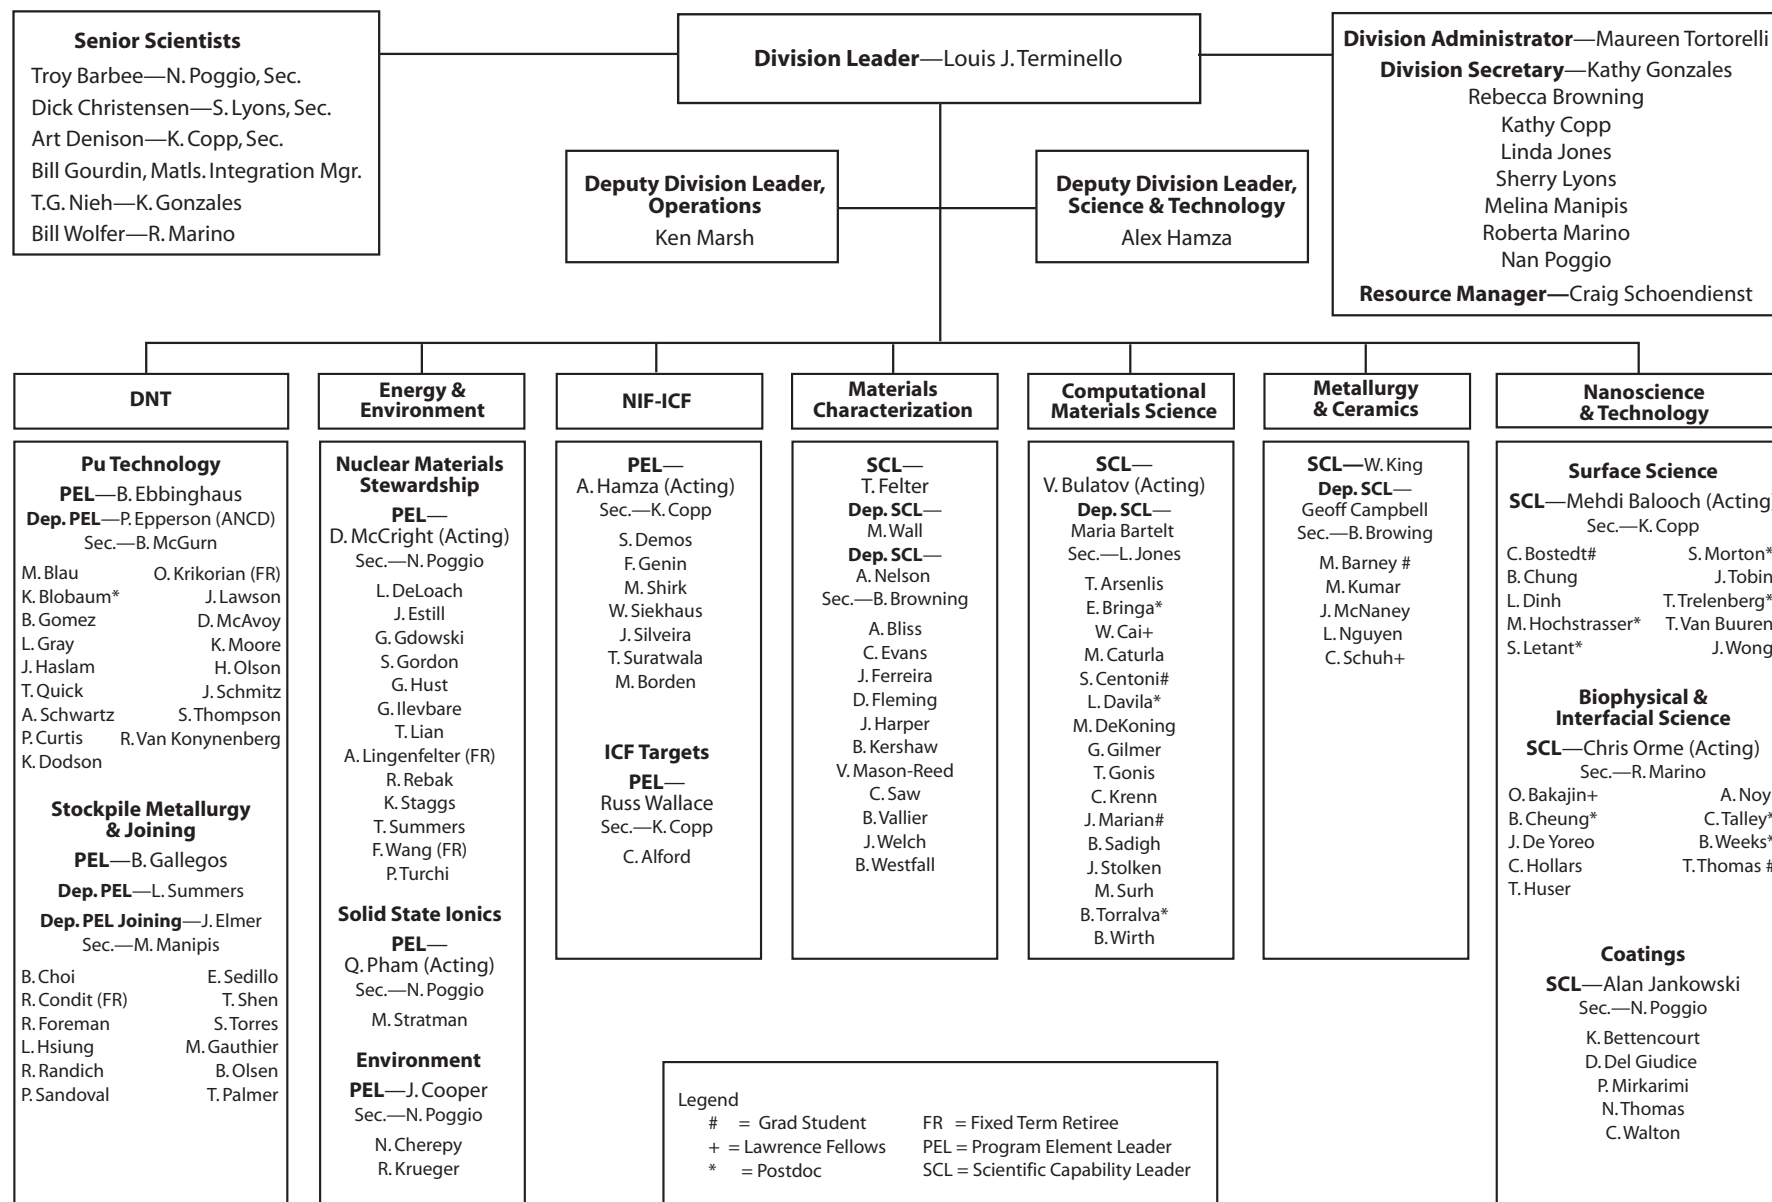 Senior Scientists
Troy Barbee—N. Poggio, Sec.
Dick Christensen—S. Lyons, Sec.
Art Denison—K. Copp, Sec.
Bill Gourdin, Matls. Integration Mgr.
T.G. Nieh—K. Gonzales
Bill Wolfer—R. Marino
Division Leader—Louis J. Terminello
Division Administrator—Maureen Tortorelli
Division Secretary—Kathy Gonzales
Rebecca Browning
Kathy Copp
Linda Jones
Sherry Lyons
Melina Manipis
Roberta Marino
Nan Poggio
Resource Manager—Craig Schoendienst
Deputy Division Leader,
Operations
Ken Marsh
Deputy Division Leader,
Science & Technology
Alex Hamza
DNT
Pu Technology
PEL—B. Ebbinghaus
Dep. PEL—P. Epperson (ANCD)
Sec.—B. McGurn
M. Blau O. Krikorian (FR)
K. Blobaum* J. Lawson
B. Gomez D. McAvoy
L. Gray K. Moore
J. Haslam H. Olson
T. Quick J. Schmitz
A. Schwartz S. Thompson
P. Curtis R. Van Konynenberg
K. Dodson
Stockpile Metallurgy
& Joining
PEL—B. Gallegos
Dep. PEL—L. Summers
Dep. PEL Joining—J. Elmer
Sec.—M. Manipis
B. Choi E. Sedillo
R. Condit (FR) T. Shen
R. Foreman S. Torres
L. Hsiung M. Gauthier
R. Randich B. Olsen
P. Sandoval T. Palmer
Energy &
Environment
Nuclear Materials
Stewardship
PEL—
D. McCright (Acting)
Sec.—N. Poggio
L. DeLoach
J. Estill
G. Gdowski
S. Gordon
G. Hust
G. Ilevbare
T. Lian
A. Lingenfelter (FR)
R. Rebak
K. Staggs
T. Summers
F. Wang (FR)
P. Turchi
Solid State Ionics
PEL—
Q. Pham (Acting)
Sec.—N. Poggio
M. Stratman
Environment
PEL—J. Cooper
Sec.—N. Poggio
N. Cherepy
R. Krueger
NIF-ICF
PEL—
A. Hamza (Acting)
Sec.—K. Copp
S. Demos
F. Genin
M. Shirk
W. Siekhaus
J. Silveira
T. Suratwala
M. Borden
ICF Targets
PEL—
Russ Wallace
Sec.—K. Copp
C. Alford
Materials
Characterization
SCL—
T. Felter
Dep. SCL—
M. Wall
Dep. SCL—
A. Nelson
Sec.—B. Browning
A. Bliss
C. Evans
J. Ferreira
D. Fleming
J. Harper
B. Kershaw
V. Mason-Reed
C. Saw
B. Vallier
J. Welch
B. Westfall
Computational
Materials Science
SCL—
V. Bulatov (Acting)
Dep. SCL—
Maria Bartelt
Sec.—L. Jones
T. Arsenlis
E. Bringa*
W. Cai+
M. Caturla
S. Centoni#
L. Davila*
M. DeKoning
G. Gilmer
T. Gonis
C. Krenn
J. Marian#
B. Sadigh
J. Stolken
M. Surh
B. Torralva*
B. Wirth
Metallurgy
& Ceramics
SCL—W. King
Dep. SCL—
Geoff Campbell
Sec.—B. Browing
M. Barney #
M. Kumar
J. McNaney
L. Nguyen
C. Schuh+
Nanoscience
& Technology
Surface Science
SCL—Mehdi Balooch (Acting)
Sec.—K. Copp
C. Bostedt# S. Morton*
B. Chung J. Tobin
L. Dinh T. Trelenberg*
M. Hochstrasser* T. Van Buuren
S. Letant* J. Wong
Biophysical &
Interfacial Science
SCL—Chris Orme (Acting)
Sec.—R. Marino
O. Bakajin+ A. Noy
B. Cheung* C. Talley*
J. De Yoreo B. Weeks*
C. Hollars T. Thomas #
T. Huser
Coatings
SCL—Alan Jankowski
Sec.—N. Poggio
K. Bettencourt
D. Del Giudice
P. Mirkarimi
N. Thomas
C. Walton
Legend
# = Grad Student FR = Fixed Term Retiree
+ = Lawrence Fellows PEL = Program Element Leader
* = Postdoc SCL = Scientific Capability Leader